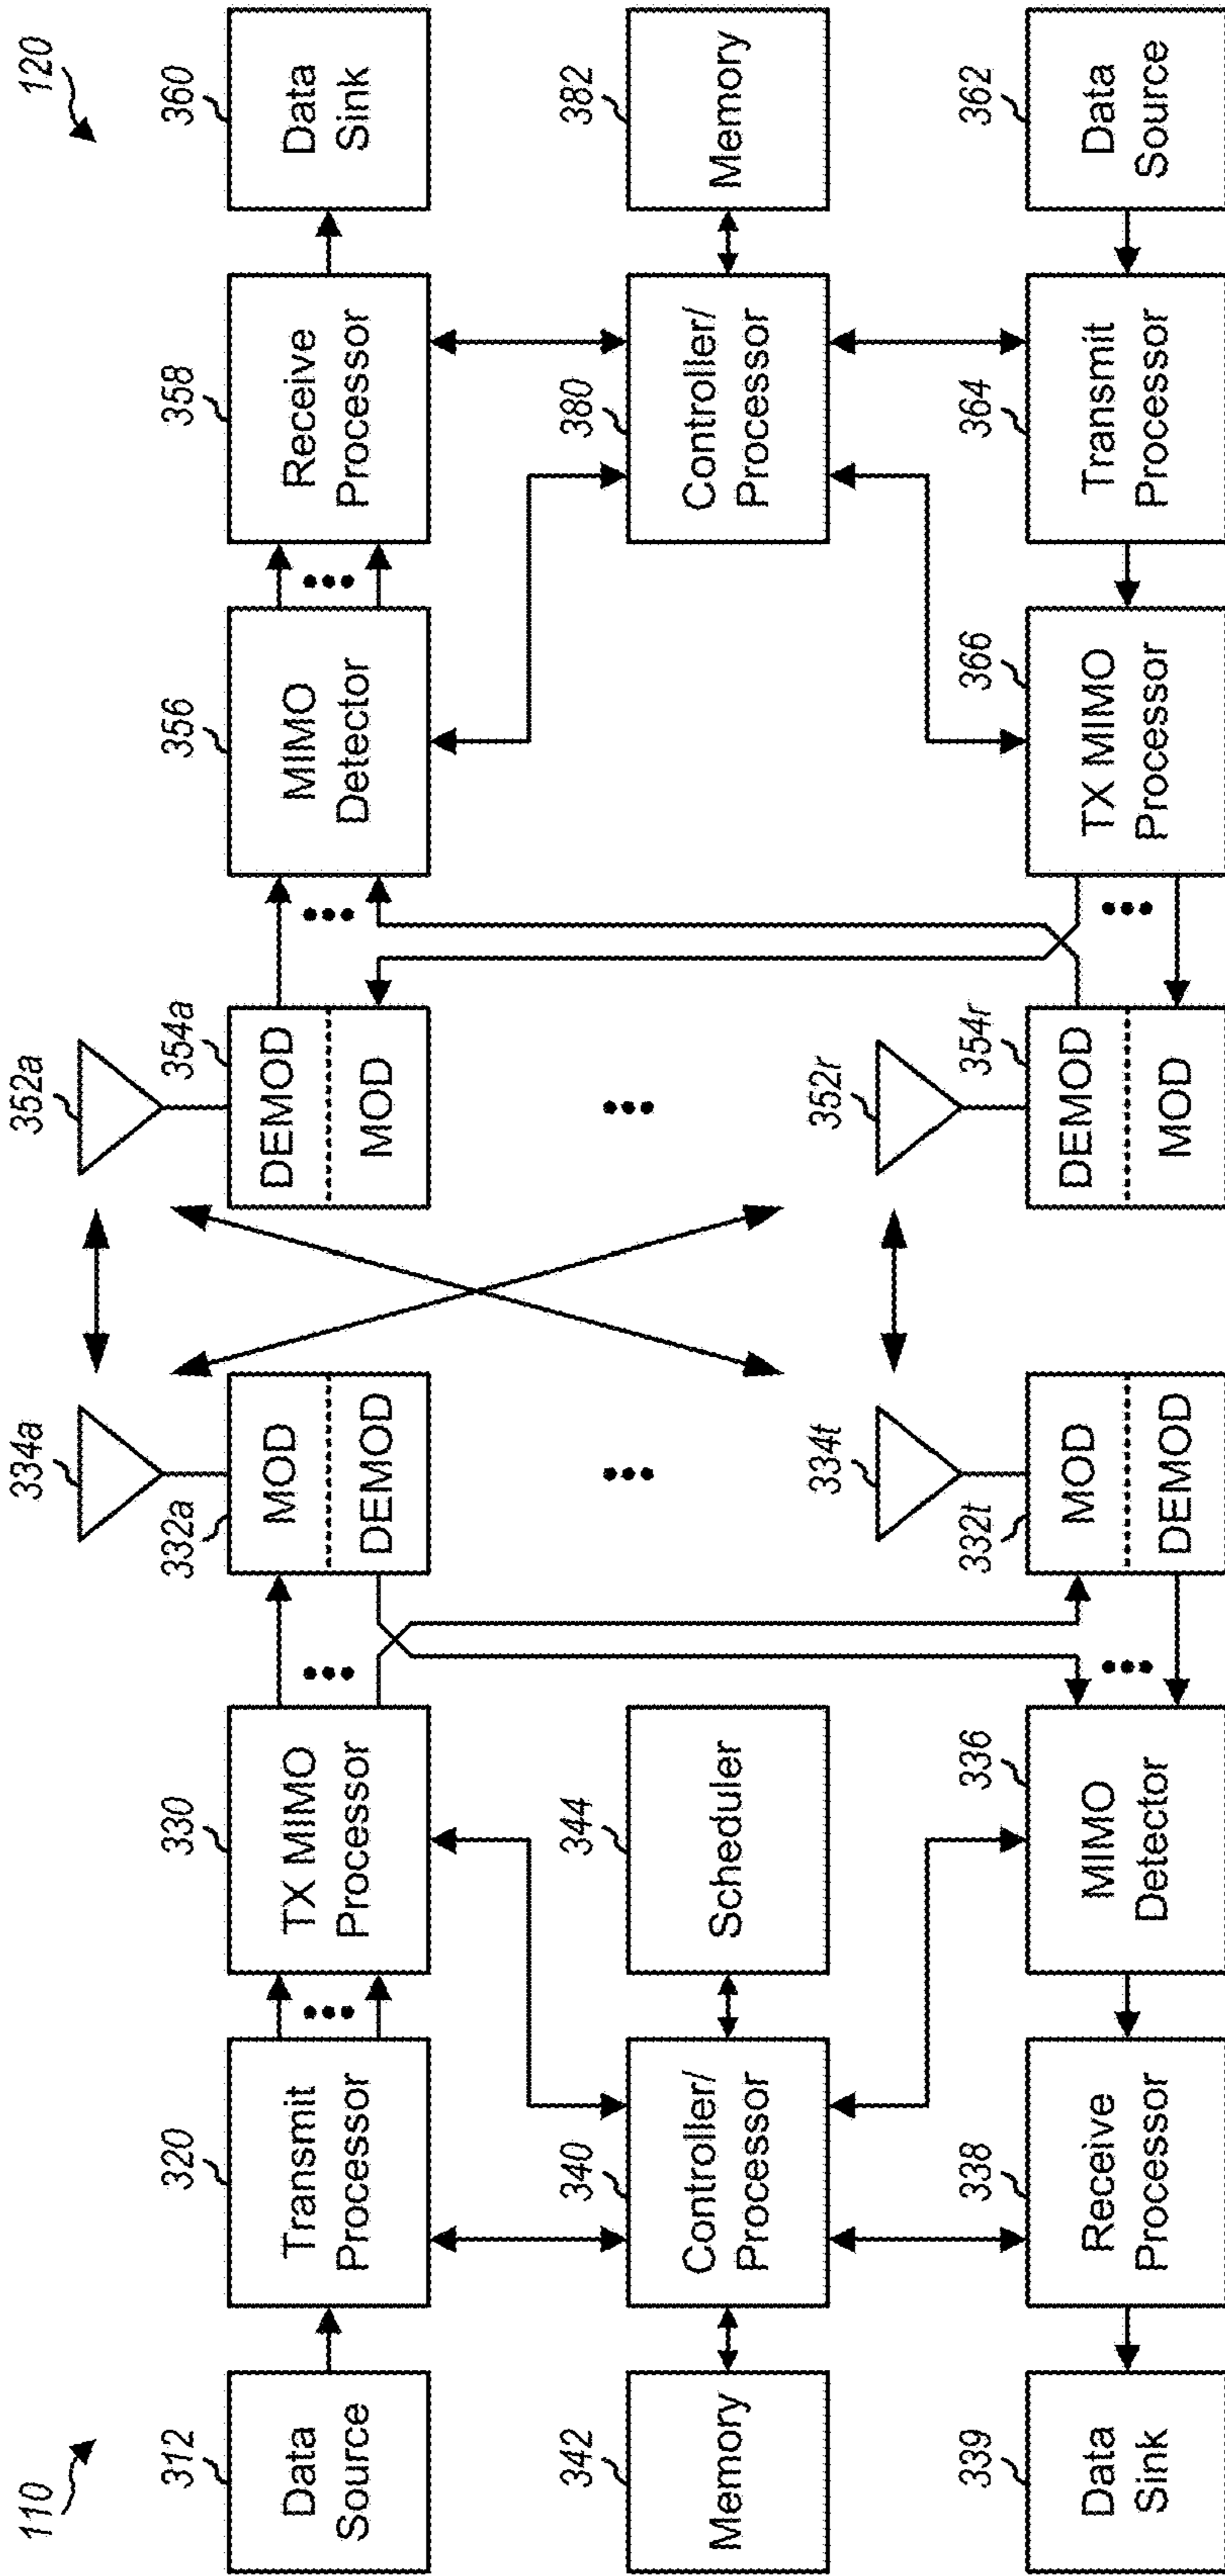 110
120
312
Data
Source
320
Transmit
Processor
330
TX MIMO
Processor
332a
MOD
DEMOD
334a
352a
354a
DEMOD
MOD
356
MIMO
Detector
358
Receive
Processor
360
Data
Sink
342
Memory
340
Controller/
Processor
344
Scheduler
380
Controller/
Processor
382
Memory
339
Data
Sink
338
Receive
Processor
336
MIMO
Detector
332t
MOD
DEMOD
334t
352r
354r
DEMOD
MOD
366
TX MIMO
Processor
364
Transmit
Processor
362
Data
Source